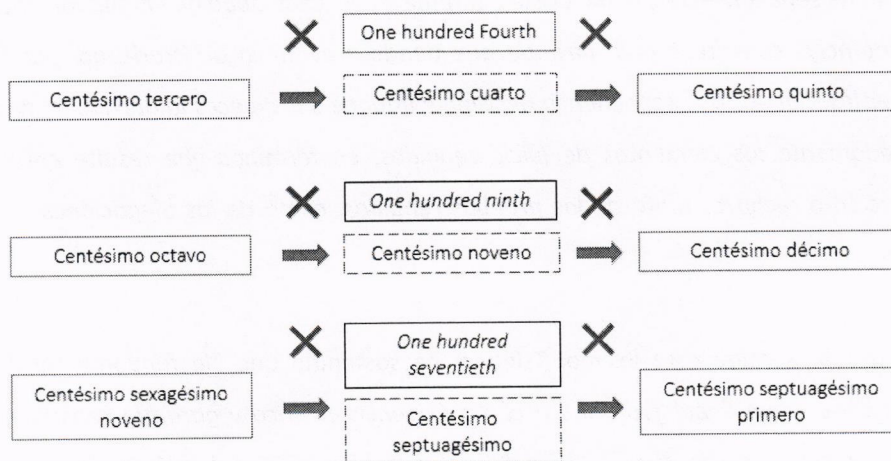 One hundred Fourth
Centésimo tercero
Centésimo cuarto
Centésimo quinto
One hundred ninth
Centésimo octavo
Centésimo noveno
Centésimo décimo
One hundred
seventieth
Centésimo sexagésimo
noveno
Centésimo
septuagésimo
Centésimo septuagésimo
primero